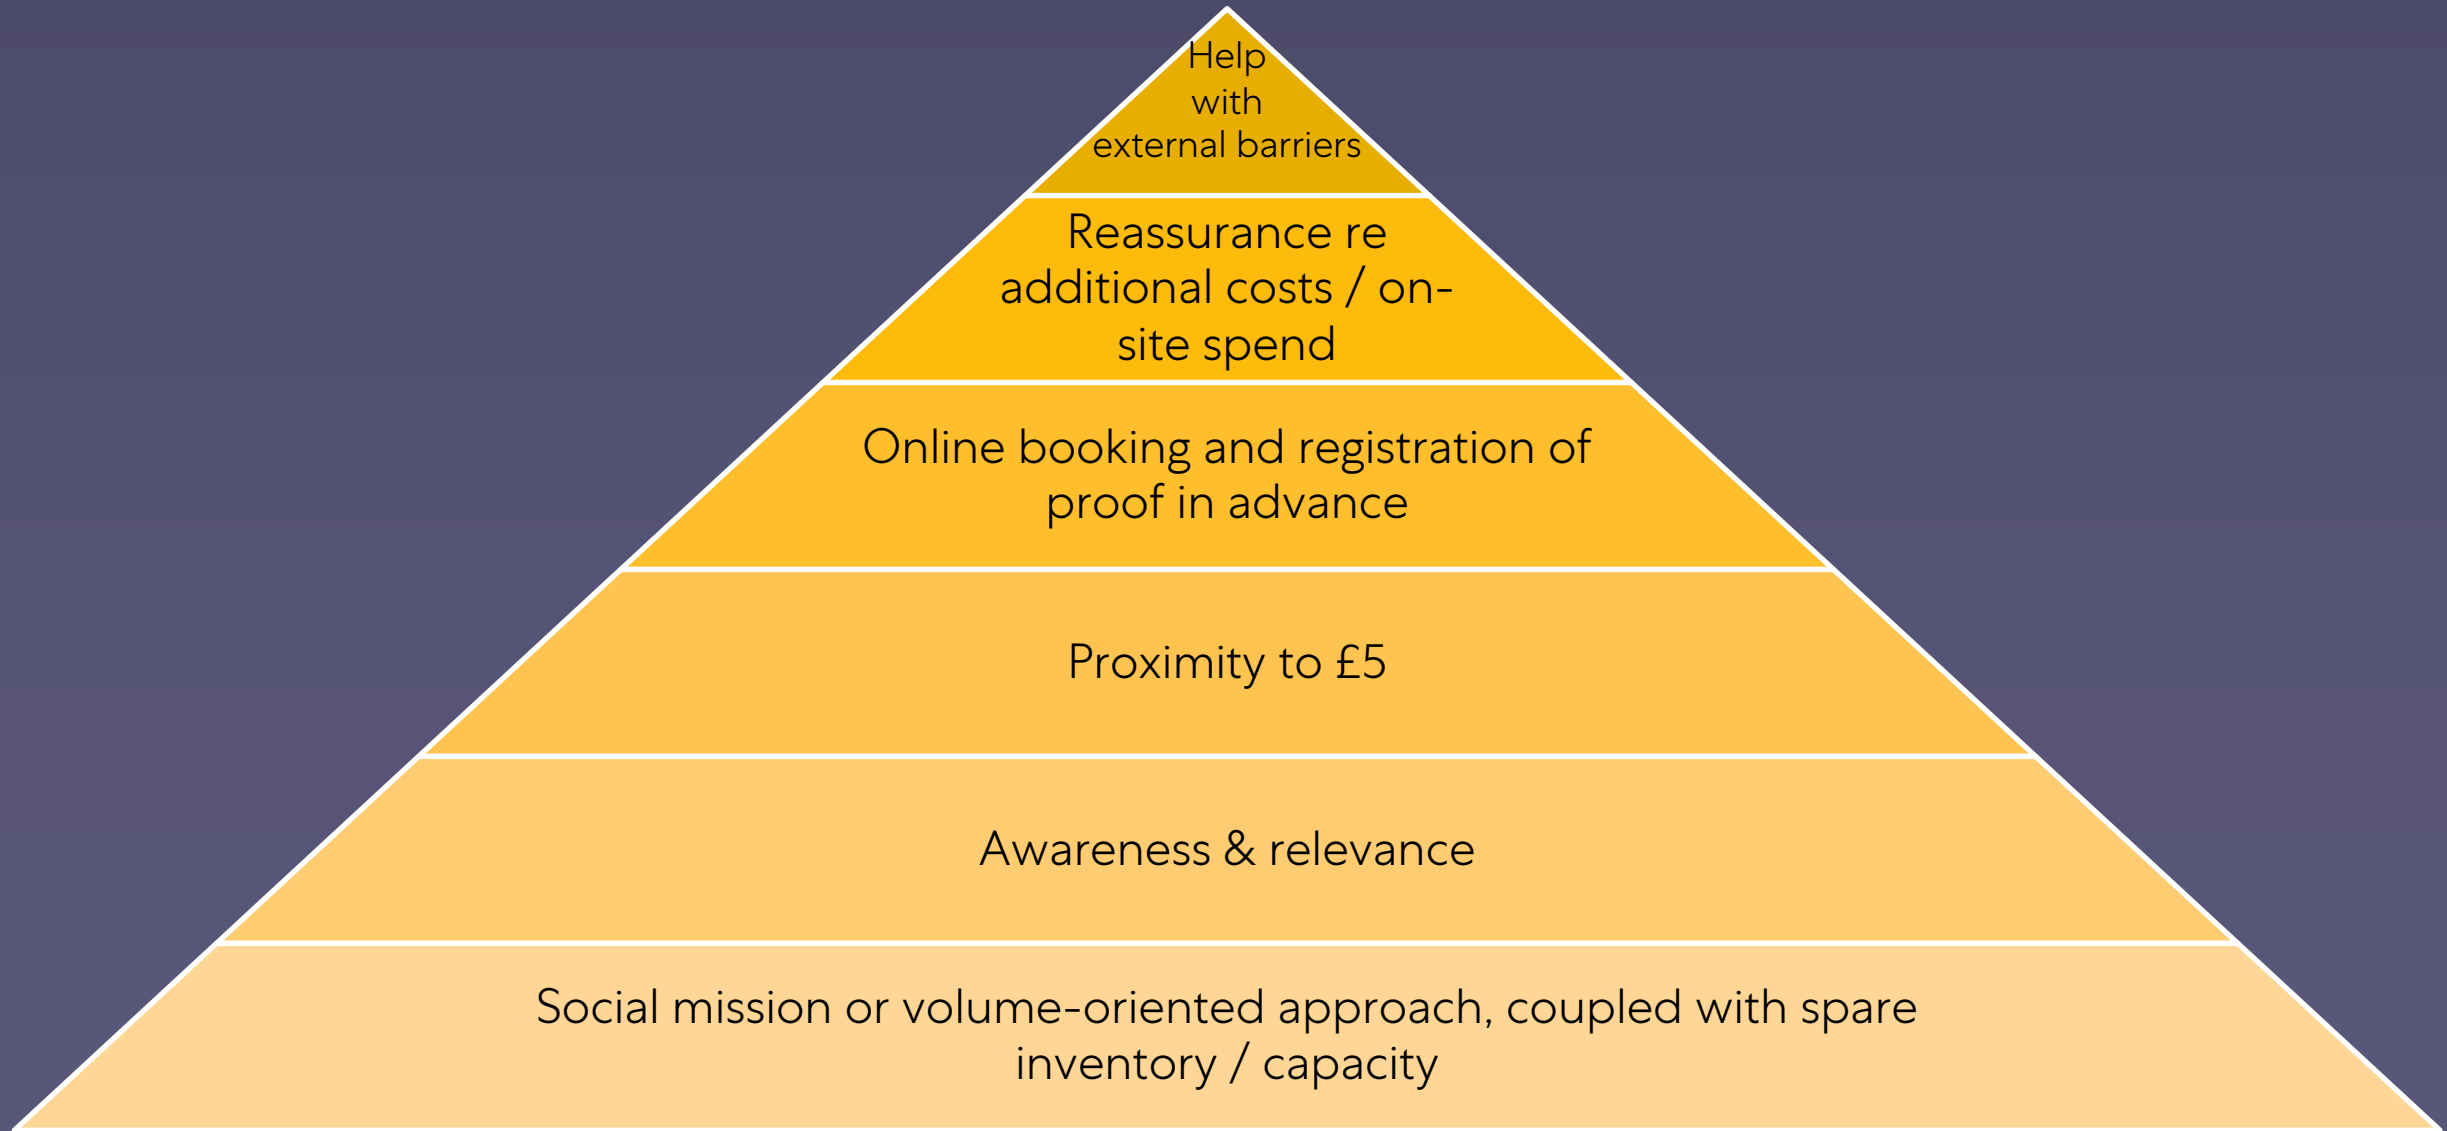 Help
with
external barriers
Reassurance re
additional costs / on-
site spend
Online booking and registration of
proof in advance
Proximity to £5
Awareness & relevance
Social mission or volume-oriented approach, coupled with spare
inventory / capacity